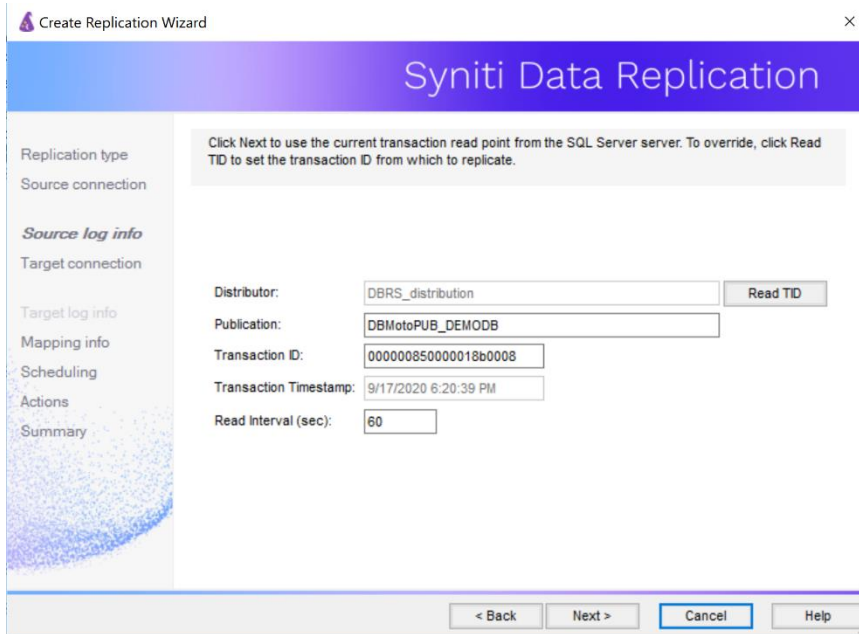 Create Replication Wizard
Syniti Data Replication
Replication type
Source connection
Source log info
Target connection
Target log info
Mapping info
Scheduling
Actions
Summary
Click Next to use the current transaction read point from the SQL Server server. To override, click Read
TID to set the transaction ID from which to replicate.
Distributor: DBRS_distribution Read TID
Publication: DBMotoPUB_DEMODB
Transaction ID: 000000850000018b0008
Transaction Timestamp: 9/17/2020 6:20:39 PM
Read Interval (sec): 60
< Back Next > Cancel Help